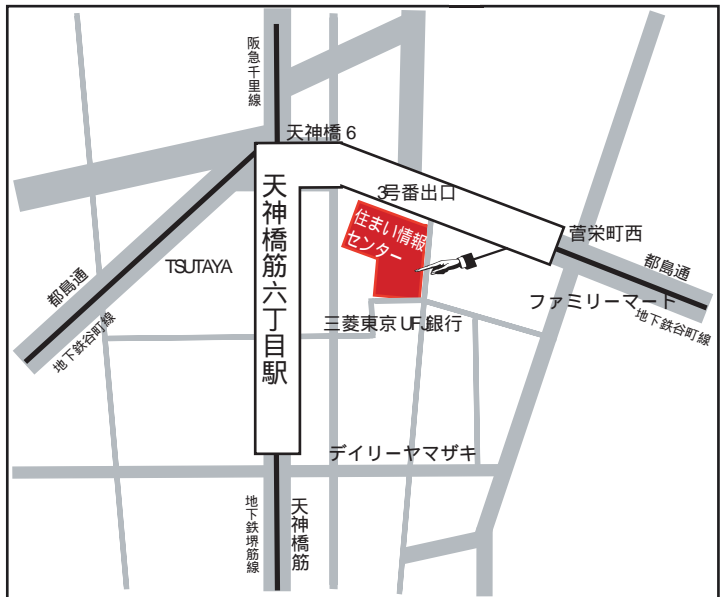 阪急千里線
天神橋6
3号番出口
天神橋筋六丁目駅
住まい情報
センター
菅栄町西
都島通
TSUTAYA
都島通
ファミリーマート
地下鉄谷町線
三菱東京UFJ銀行
地下鉄谷町線
デイリーヤマザキ
地下鉄堺筋線
天神橋筋